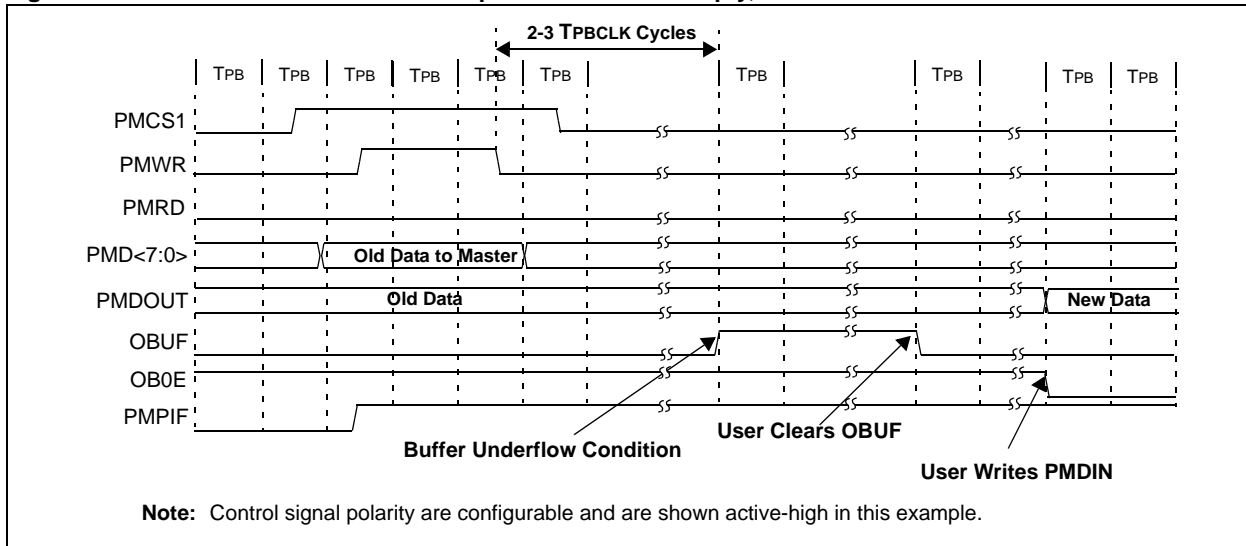 2-3 TPBCLK Cycles
TPB TPB TPB TPB TPB TPB TPB TPB TPB TPB
PMCS1
PMWR
PMRD
PMD<7:0> Old Data to Master
PMDOUT Old Data New Data
OBUF
OB0E
PMPIF
User Clears OBUF
Buffer Underflow Condition
User Writes PMDIN
Note: Control signal polarity are configurable and are shown active-high in this example.